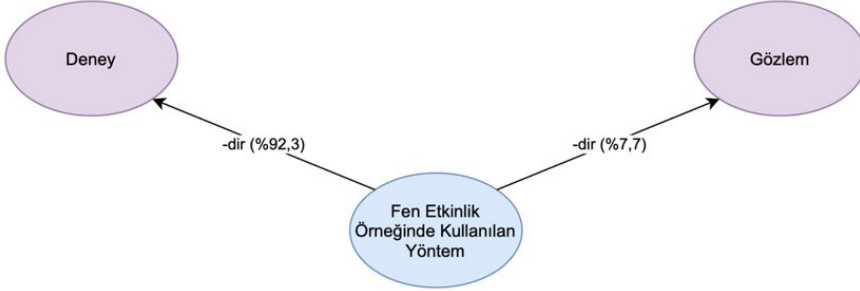 Deney
Gözlem
-dir (%92,3)
-dir (%7,7)
Fen Etkinlik
Örneğinde Kullanılan
Yöntem